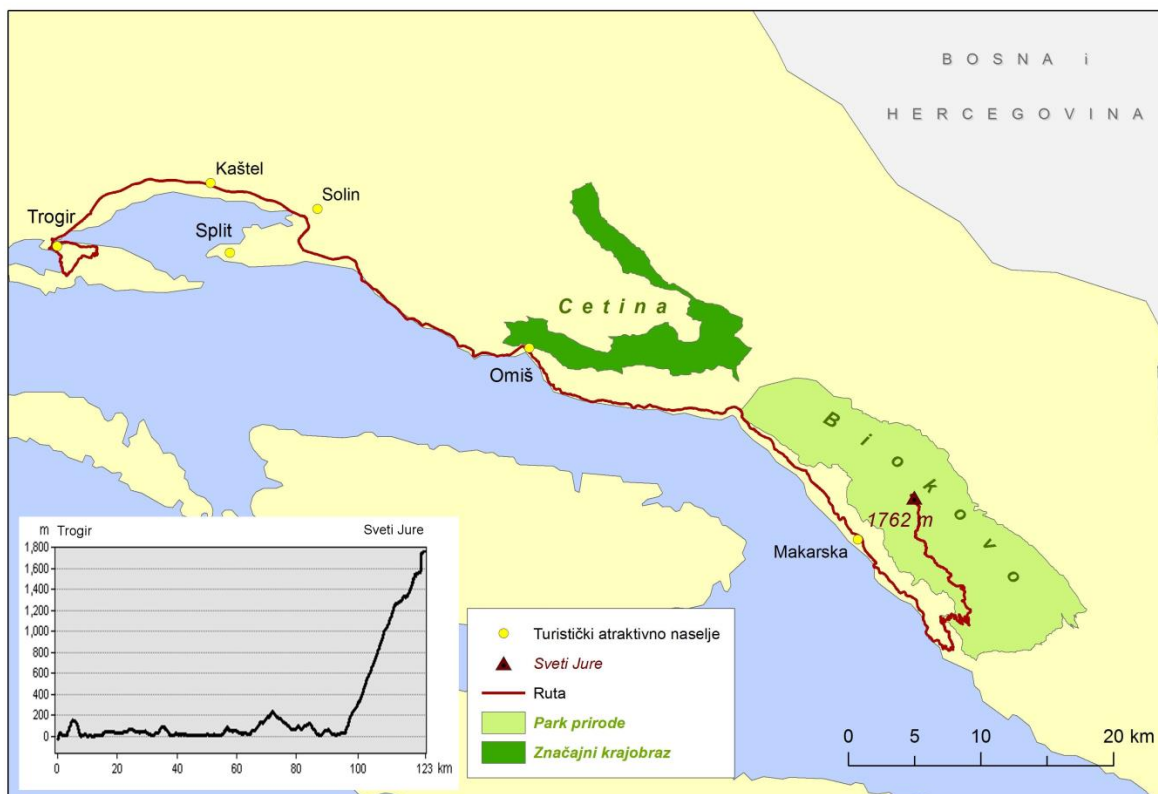 BOSNA i
HERCEGOVINA
Kaštel
Solin
Trogir
Split
Cetina
Omiš
Biokovo
1762 m
Makarska
m Trogir Sveti Jure
1,800
1,600
1,400
1,200
1,000
800
600
400
200
0
0 20 40 60 80 100 123 km
Turistički atraktivno naselje
Sveti Jure
Ruta
Park prirode
Značajni krajobraz
0 5 10 20 km